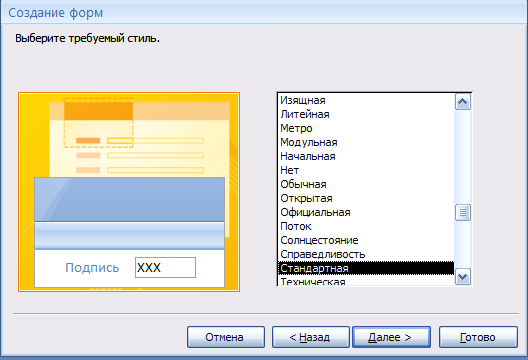 Создание форм
Выберите требуемый стиль.
Подпись XXX
Изящная
Литейная
Метро
Модульная
Начальная
Нет
Обычная
Открытая
Официальная
Поток
Солнцестояние
Справедливость
Стандартная
Техническая
Отмена
< Назад
Далее >
Готово